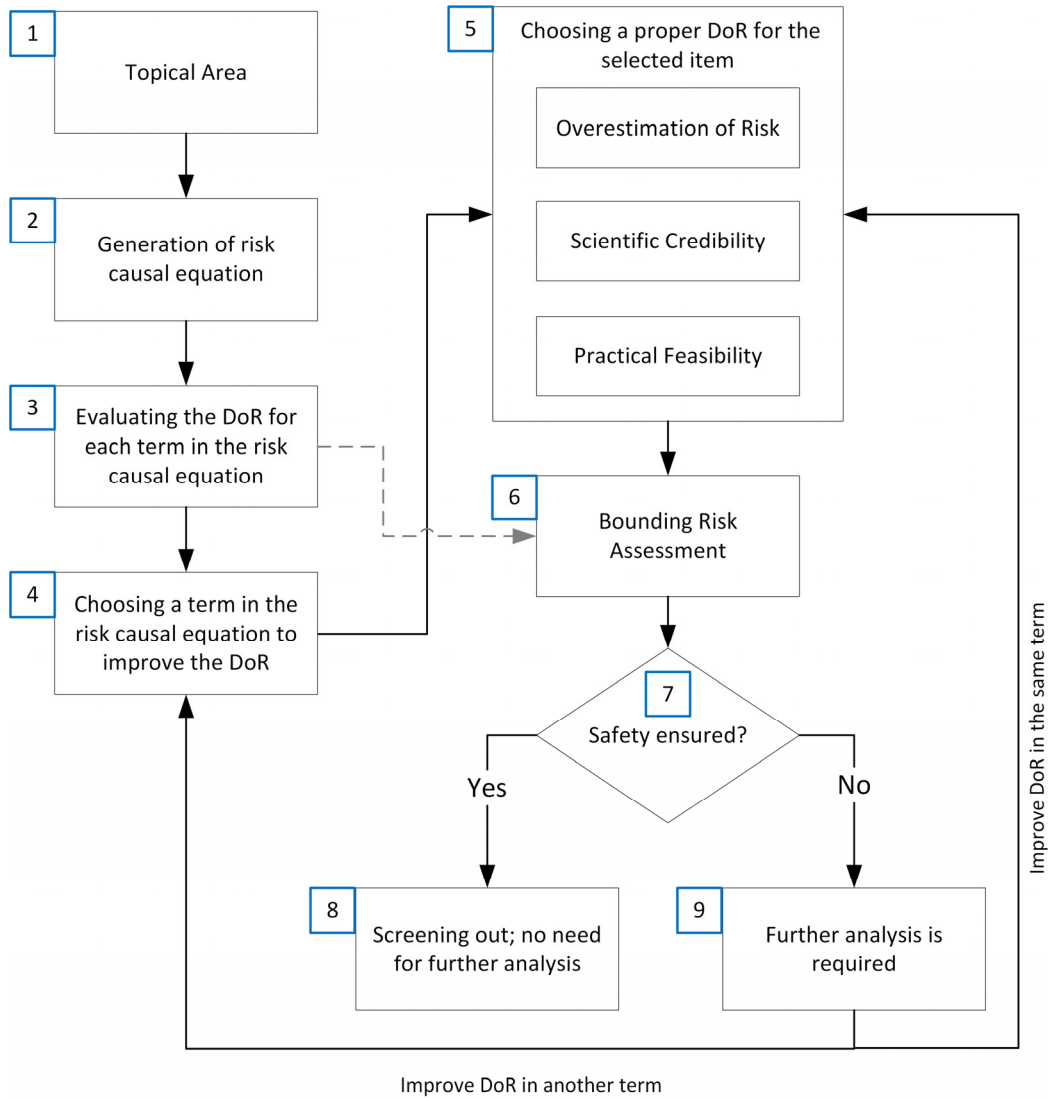 1
Topical Area
2
Generation of risk
causal equation
3
Evaluating the DoR for
each term in the risk
causal equation
4
Choosing a term in the
risk causal equation to
improve the DoR
5
Choosing a proper DoR for the
selected item
Overestimation of Risk
Scientific Credibility
Practical Feasibility
6
Bounding Risk
Assessment
7
Safety ensured?
Yes
No
8
Screening out; no need
for further analysis
9
Further analysis is
required
Improve DoR in the same term
Improve DoR in another term